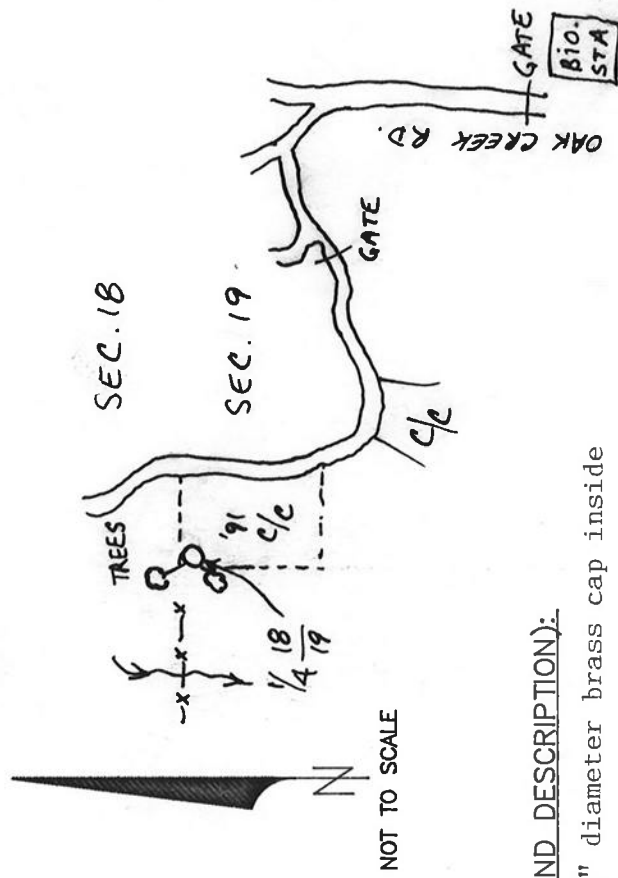 SEC. 18
SEC. 19
TREES
'91
C/C
1/4 18/19
-x-x-x
C/C
GATE
OAK CREEK RD.
GATE
BIO.
STA
N
NOT TO SCALE
ND DESCRIPTION):
" diameter brass cap inside